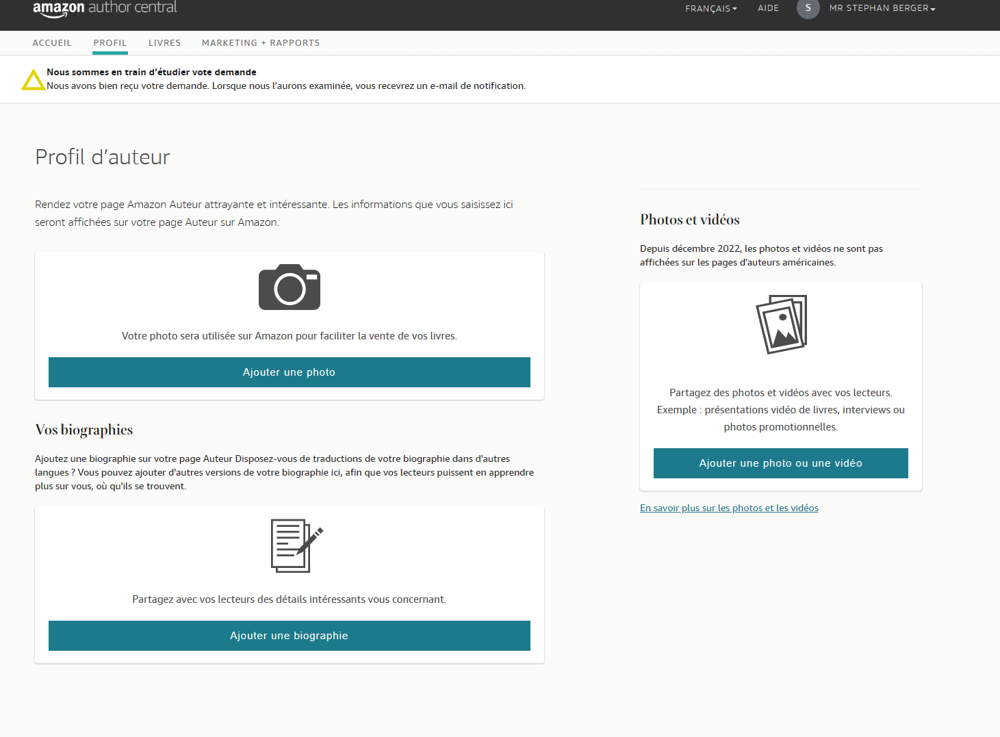 amazon author central
FRANÇAIS
AIDE
S
MR STEPHAN BERGER
ACCUEIL
PROFIL
LIVRES
MARKETING + RAPPORTS
Nous sommes en train d’étudier vote demande
Nous avons bien reçu votre demande. Lorsque nous l’aurons examinée, vous recevrez un e-mail de notification.
Profil d’auteur
Rendez votre page Amazon Auteur attrayante et intéressante. Les informations que vous saisissez ici
seront affichées sur votre page Auteur sur Amazon.
Votre photo sera utilisée sur Amazon pour faciliter la vente de vos livres.
Ajouter une photo
Vos biographies
Ajoutez une biographie sur votre page Auteur Disposez-vous de traductions de votre biographie dans d'autres
langues ? Vous pouvez ajouter d'autres versions de votre biographie ici, afin que vos lecteurs puissent en apprendre
plus sur vous, où qu'ils se trouvent.
Partagez avec vos lecteurs des détails intéressants vous concernant.
Ajouter une biographie
Photos et vidéos
Depuis décembre 2022, les photos et vidéos ne sont pas
affichées sur les pages d'auteurs américaines.
Partagez des photos et vidéos avec vos lecteurs.
Exemple : présentations vidéo de livres, interviews ou
photos promotionnelles.
Ajouter une photo ou une vidéo
En savoir plus sur les photos et les vidéos